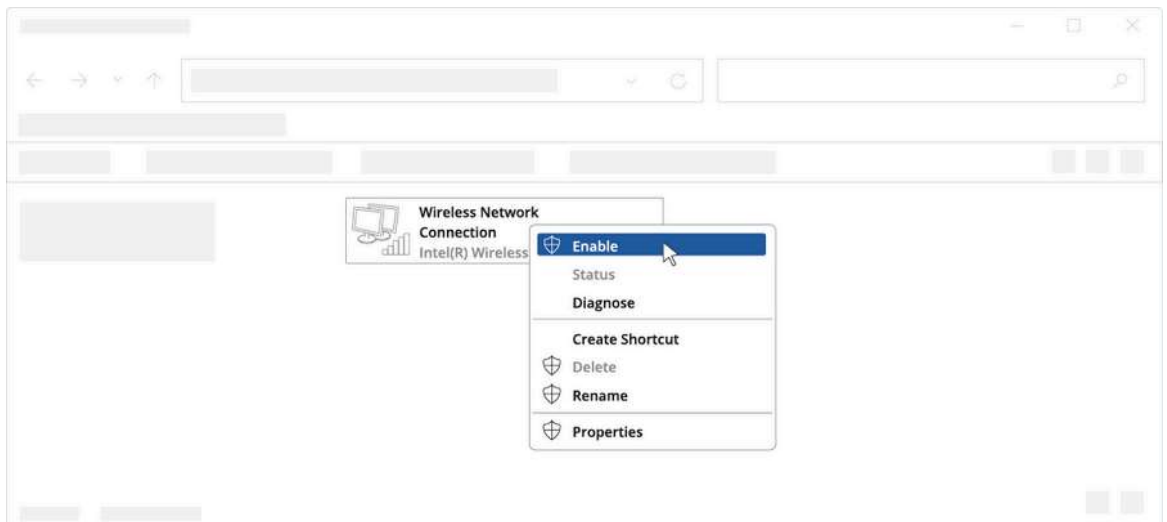 Wireless Network
Connection
Intel(R) Wireless
Enable
Status
Diagnose
Create Shortcut
Delete
Rename
Properties